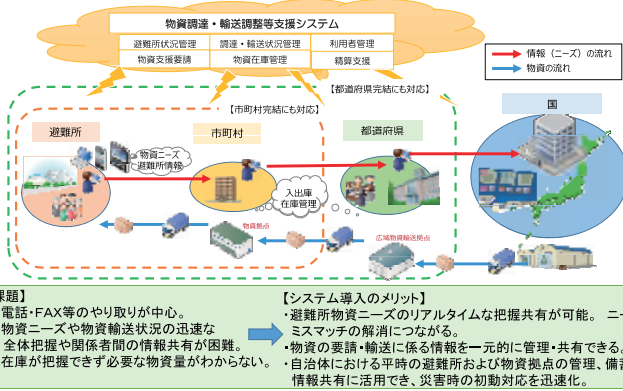 物資調達・輸送調整等支援システム
避難所状況管理 調達・輸送状況管理 利用者管理
物資支援要請 物資在庫管理 精算支援
情報（ニーズ）の流れ
物資の流れ
【都道府県完結にも対応】
【市町村完結にも対応】
避難所
市町村
都道府県
国
物資ニーズ
避難所情報
入出庫
在庫管理
物資拠点
広域物資輸送拠点
課題】
電話・FAX等のやり取りが中心。
物資ニーズや物資輸送状況の迅速な
全体把握や関係者間の情報共有が困難。
在庫が把握できず必要な物資量がわからない。
【システム導入のメリット】
・避難所物資ニーズのリアルタイムな把握共有が可能。 ニー
ミスマッチの解消につながる。
・物資の要請・輸送に係る情報を一元的に管理・共有できる。
・自治体における平時の避難所および物資拠点の管理、備蓄
情報共有に活用でき、災害時の初動対応を迅速化。